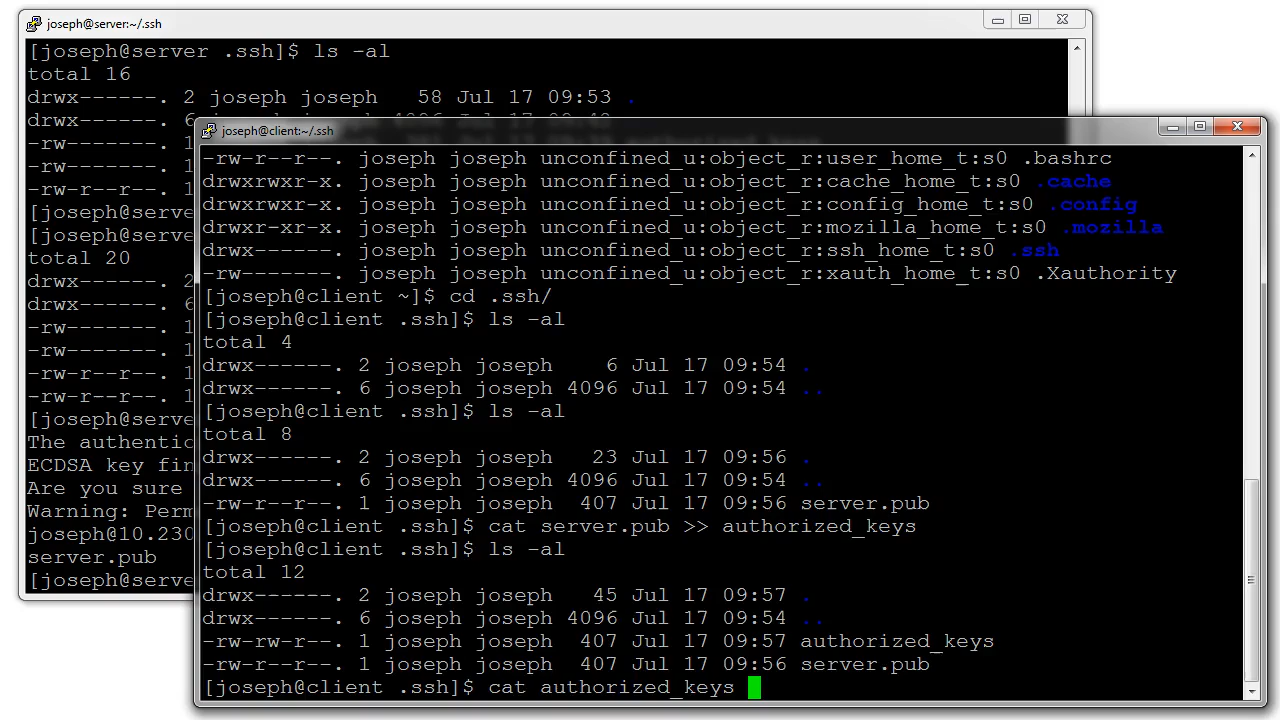 joseph@server:~/.ssh
[joseph@server .ssh]$ ls -al
total 16
drwx------. 2 joseph joseph   58 Jul 17 09:53 .
drwx------. 6
-rw-------. 1
-rw-------. 1
-rw-r--r--. 1
[joseph@serve
[joseph@serve
total 20
drwx------. 2
drwx------. 6
-rw-------. 1
-rw-------. 1
-rw-r--r--. 1
-rw-r--r--. 1
[joseph@serve
The authentic
ECDSA key fin
Are you sure
Warning: Perm
joseph@10.230
server.pub
[joseph@serve
joseph@client:~/.ssh
-rw-r--r--. joseph joseph unconfined_u:object_r:user_home_t:s0 .bashrc
drwxrwxr-x. joseph joseph unconfined_u:object_r:cache_home_t:s0 .cache
drwxrwxr-x. joseph joseph unconfined_u:object_r:config_home_t:s0 .config
drwxr-xr-x. joseph joseph unconfined_u:object_r:mozilla_home_t:s0 .mozilla
drwx------. joseph joseph unconfined_u:object_r:ssh_home_t:s0 .ssh
-rw-------. joseph joseph unconfined_u:object_r:xauth_home_t:s0 .Xauthority
[joseph@client ~]$ cd .ssh/
[joseph@client .ssh]$ ls -al
total 4
drwx------. 2 joseph joseph    6 Jul 17 09:54 .
drwx------. 6 joseph joseph 4096 Jul 17 09:54 ..
[joseph@client .ssh]$ ls -al
total 8
drwx------. 2 joseph joseph   23 Jul 17 09:56 .
drwx------. 6 joseph joseph 4096 Jul 17 09:54 ..
-rw-r--r--. 1 joseph joseph  407 Jul 17 09:56 server.pub
[joseph@client .ssh]$ cat server.pub >> authorized_keys
[joseph@client .ssh]$ ls -al
total 12
drwx------. 2 joseph joseph   45 Jul 17 09:57 .
drwx------. 6 joseph joseph 4096 Jul 17 09:54 ..
-rw-rw-r--. 1 joseph joseph  407 Jul 17 09:57 authorized_keys
-rw-r--r--. 1 joseph joseph  407 Jul 17 09:56 server.pub
[joseph@client .ssh]$ cat authorized_keys